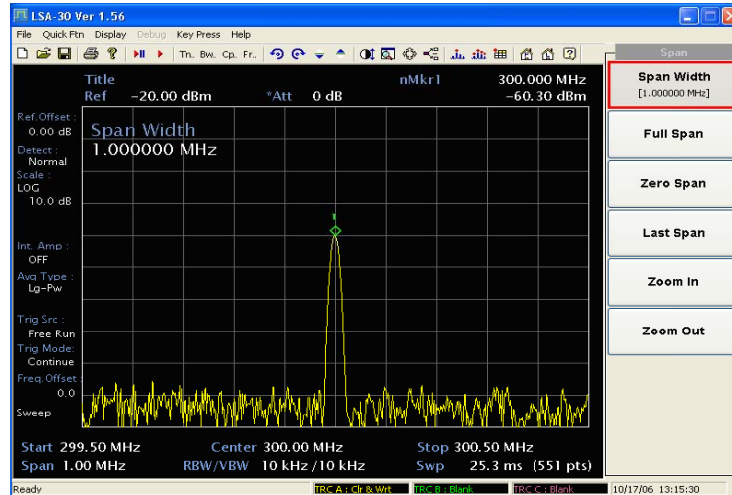 LSA-30 Ver 1.56
File Quick Ftn Display Debug Key Press Help
Tn. Bw. Cp. Fr..
Span
Title nMkr1 300.000 MHz
Ref -20.00 dBm *Att 0 dB -60.30 dBm
Span Width
[1.000000 MHz]
Full Span
Zero Span
Last Span
Zoom In
Zoom Out
Ref.Offset :
0.00 dB
Detect :
Normal
Scale :
LOG
10.0 dB
Int. Amp :
OFF
Avg Type :
Lg-Pw
Trig Src :
Free Run
Trig Mode:
Continue
Freq.Offset :
0.0
Sweep
Span Width
1.000000 MHz
1
Start 299.50 MHz Center 300.00 MHz Stop 300.50 MHz
Span 1.00 MHz RBW/VBW 10 kHz /10 kHz Swp 25.3 ms (551 pts)
Ready TRC A : Clr & Wrt TRC B : Blank TRC C : Blank 10/17/06 13:15:30